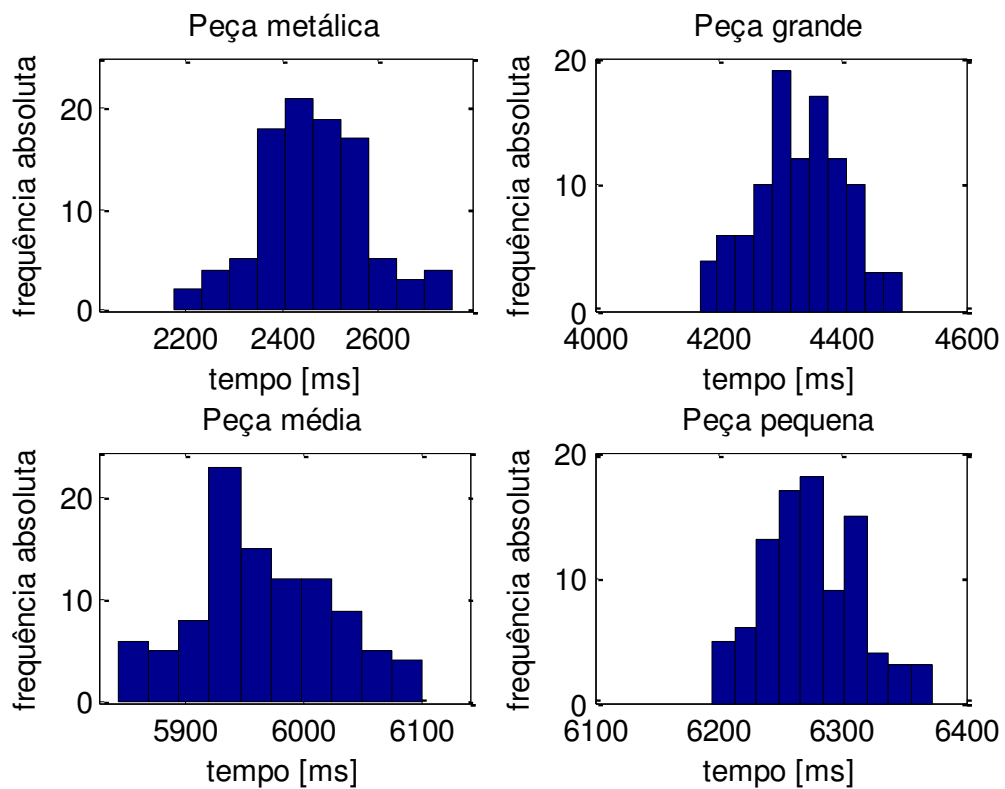 Peça metálica
frequência absoluta
20
10
0
2200 2400 2600
tempo [ms]
Peça grande
frequência absoluta
20
10
0
4000 4200 4400 4600
tempo [ms]
Peça média
frequência absoluta
20
10
0
5900 6000 6100
tempo [ms]
Peça pequena
frequência absoluta
20
10
0
6100 6200 6300 6400
tempo [ms]